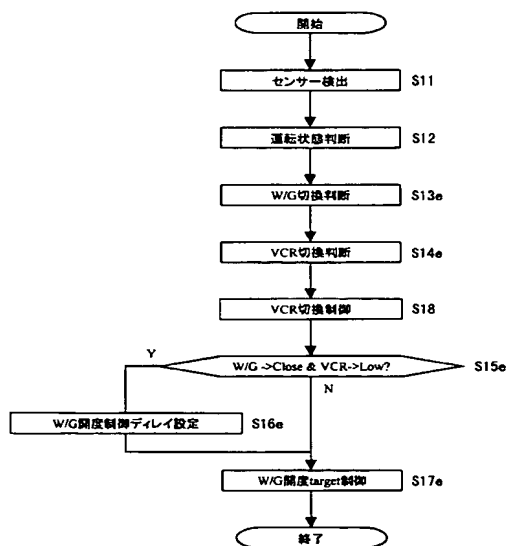 開始
センサー検出 S11
運転状態判断 S12
W/G切換判断 S13e
VCR切換判断 S14e
VCR切換制御 S18
Y
W/G ->Close & VCR->Low? S15e
N
W/G開度制御ディレイ設定 S16e
W/G開度target制御 S17e
終了